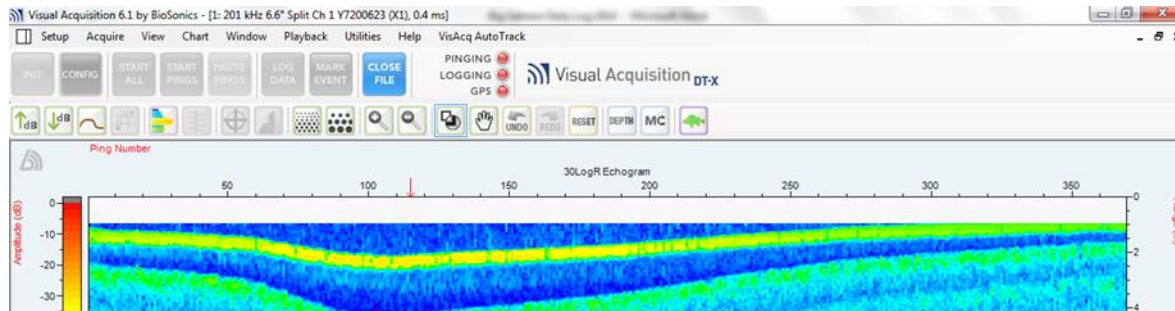 Visual Acquisition 6.1 by BioSonics - [1: 201 kHz 6.6° Split Ch 1 Y7200623 (X1), 0.4 ms]
Setup Acquire View Chart Window Playback Utilities Help VisAcq AutoTrack
INIT CONFIG START ALL START PINGS PAUSE PINGS LOG DATA MARK EVENT CLOSE FILE
PINGING
LOGGING
GPS
Visual Acquisition DT-X
dB dB UNDO REDO RESET DEPTH MC
Ping Number
30LogR Echogram
50 100 150 200 250 300 350
Amplitude (dB)
0
-10
-20
-30
0
2
4